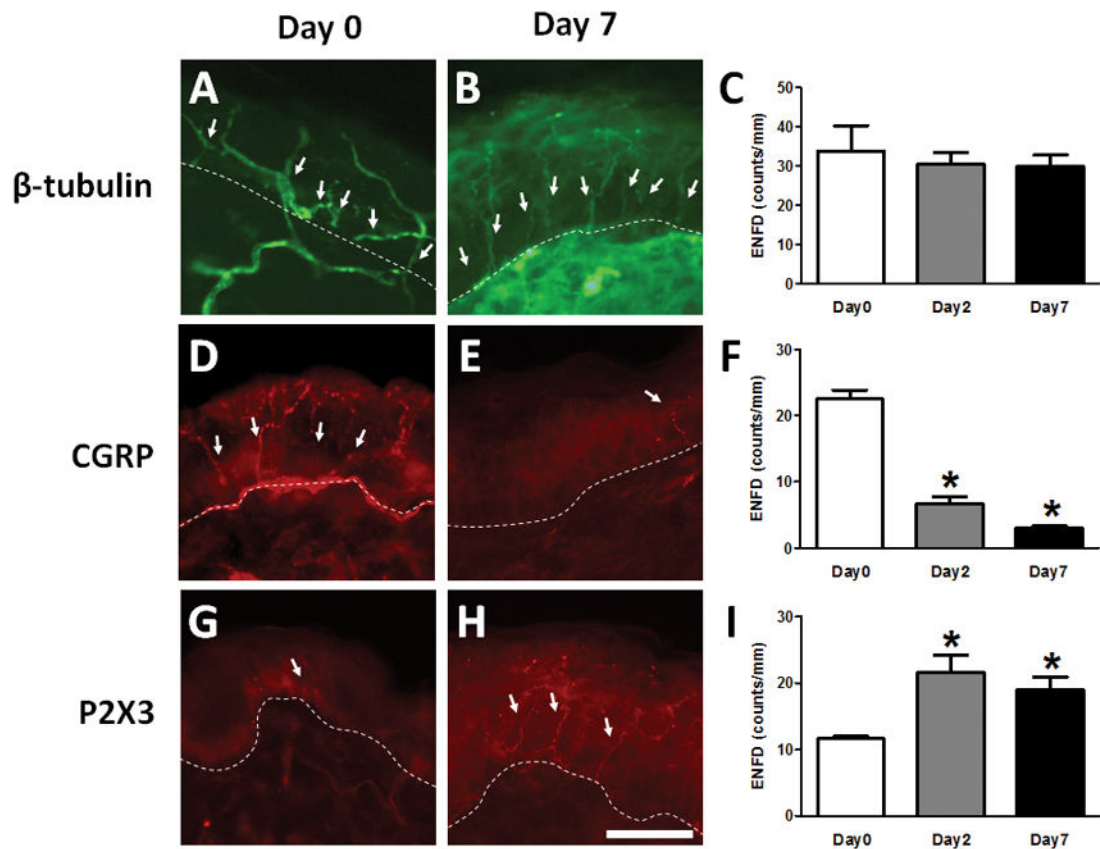 Day 0
Day 7
β-tubulin
A
B
C
ENFD (counts/mm)
50
40
30
20
10
0
Day0 Day2 Day7
CGRP
D
E
F
ENFD (counts/mm)
30
20
10
0
* *
Day0 Day2 Day7
P2X3
G
H
I
ENFD (counts/mm)
30
20
10
0
* *
Day0 Day2 Day7